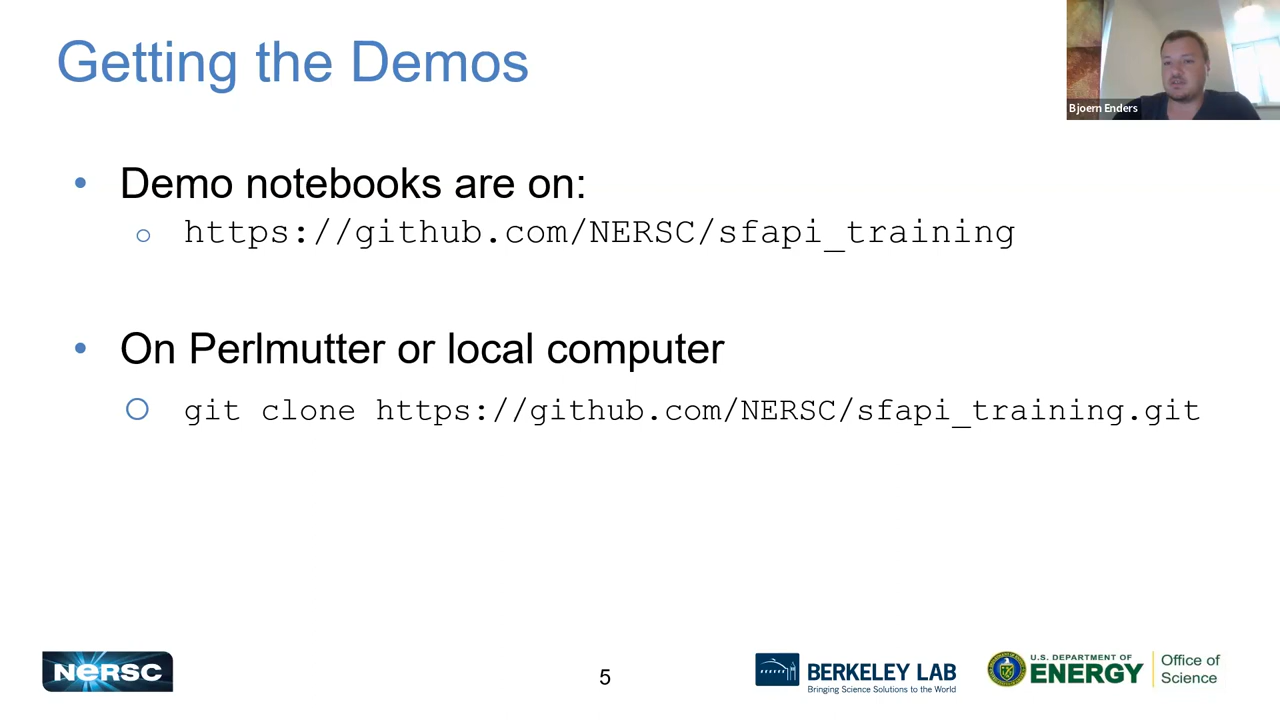 Getting the Demos
Bjoern Enders
• Demo notebooks are on:
○ https://github.com/NERSC/sfapi_training
• On Perlmutter or local computer
○ git clone https://github.com/NERSC/sfapi_training.git
NERSC
5
BERKELEY LAB
Bringing Science Solutions to the World
U.S. DEPARTMENT OF
ENERGY
Office of
Science